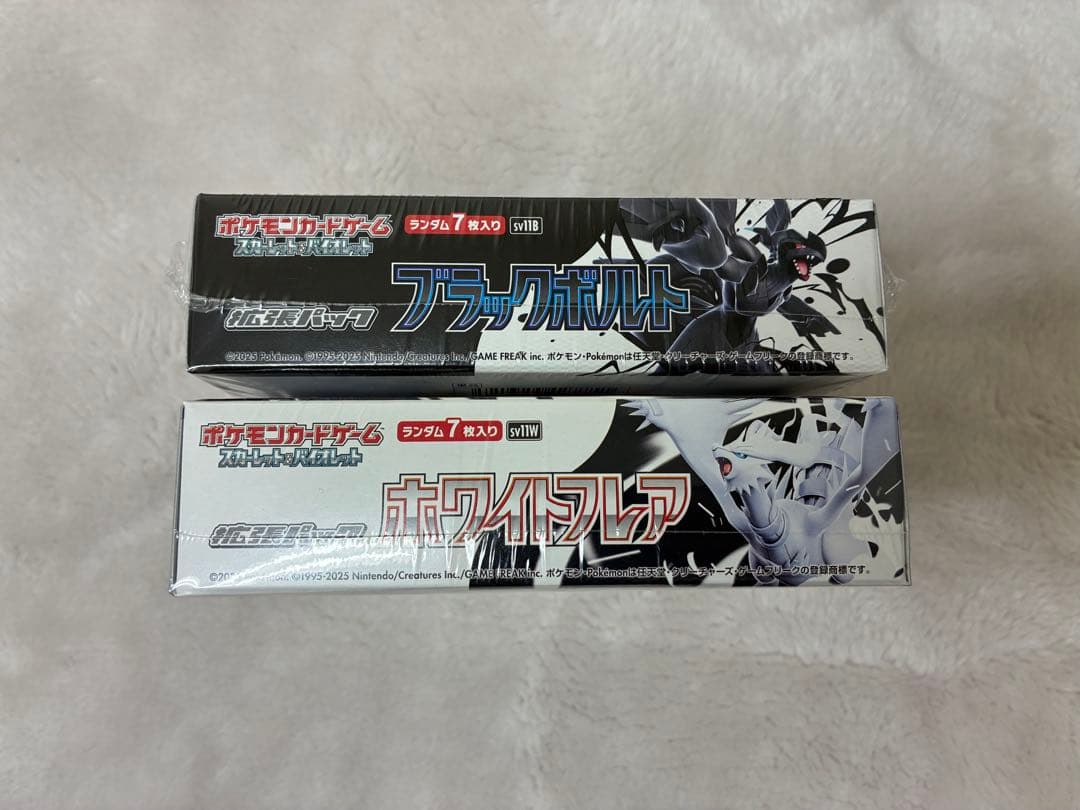 ポケモンカードゲーム
スカーレット&バイオレット
ランダム7枚入り
sv11B
拡張パック
ブラックボルト
©2025 Pokémon. ©1995-2025 Nintendo/Creatures Inc./GAME FREAK inc. ポケモン・Pokémonは任天堂・クリーチャーズ・ゲームフリークの登録商標です。
ポケモンカードゲーム
スカーレット&バイオレット
ランダム7枚入り
sv11W
拡張パック
ホワイトフレア
©2025 Pokémon. ©1995-2025 Nintendo/Creatures Inc./GAME FREAK inc. ポケモン・Pokémonは任天堂・クリーチャーズ・ゲームフリークの登録商標です。